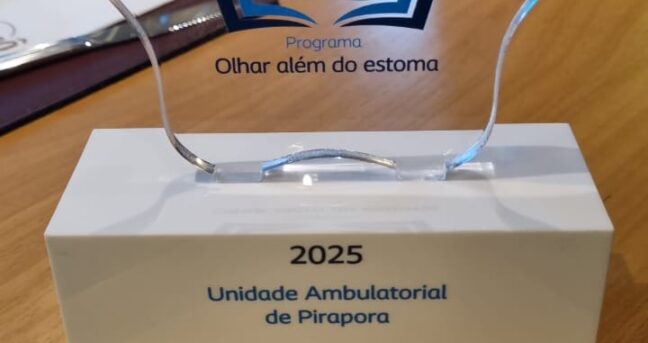 Programa
Olhar além do estoma
2025
Unidade Ambulatorial
de Pirapora